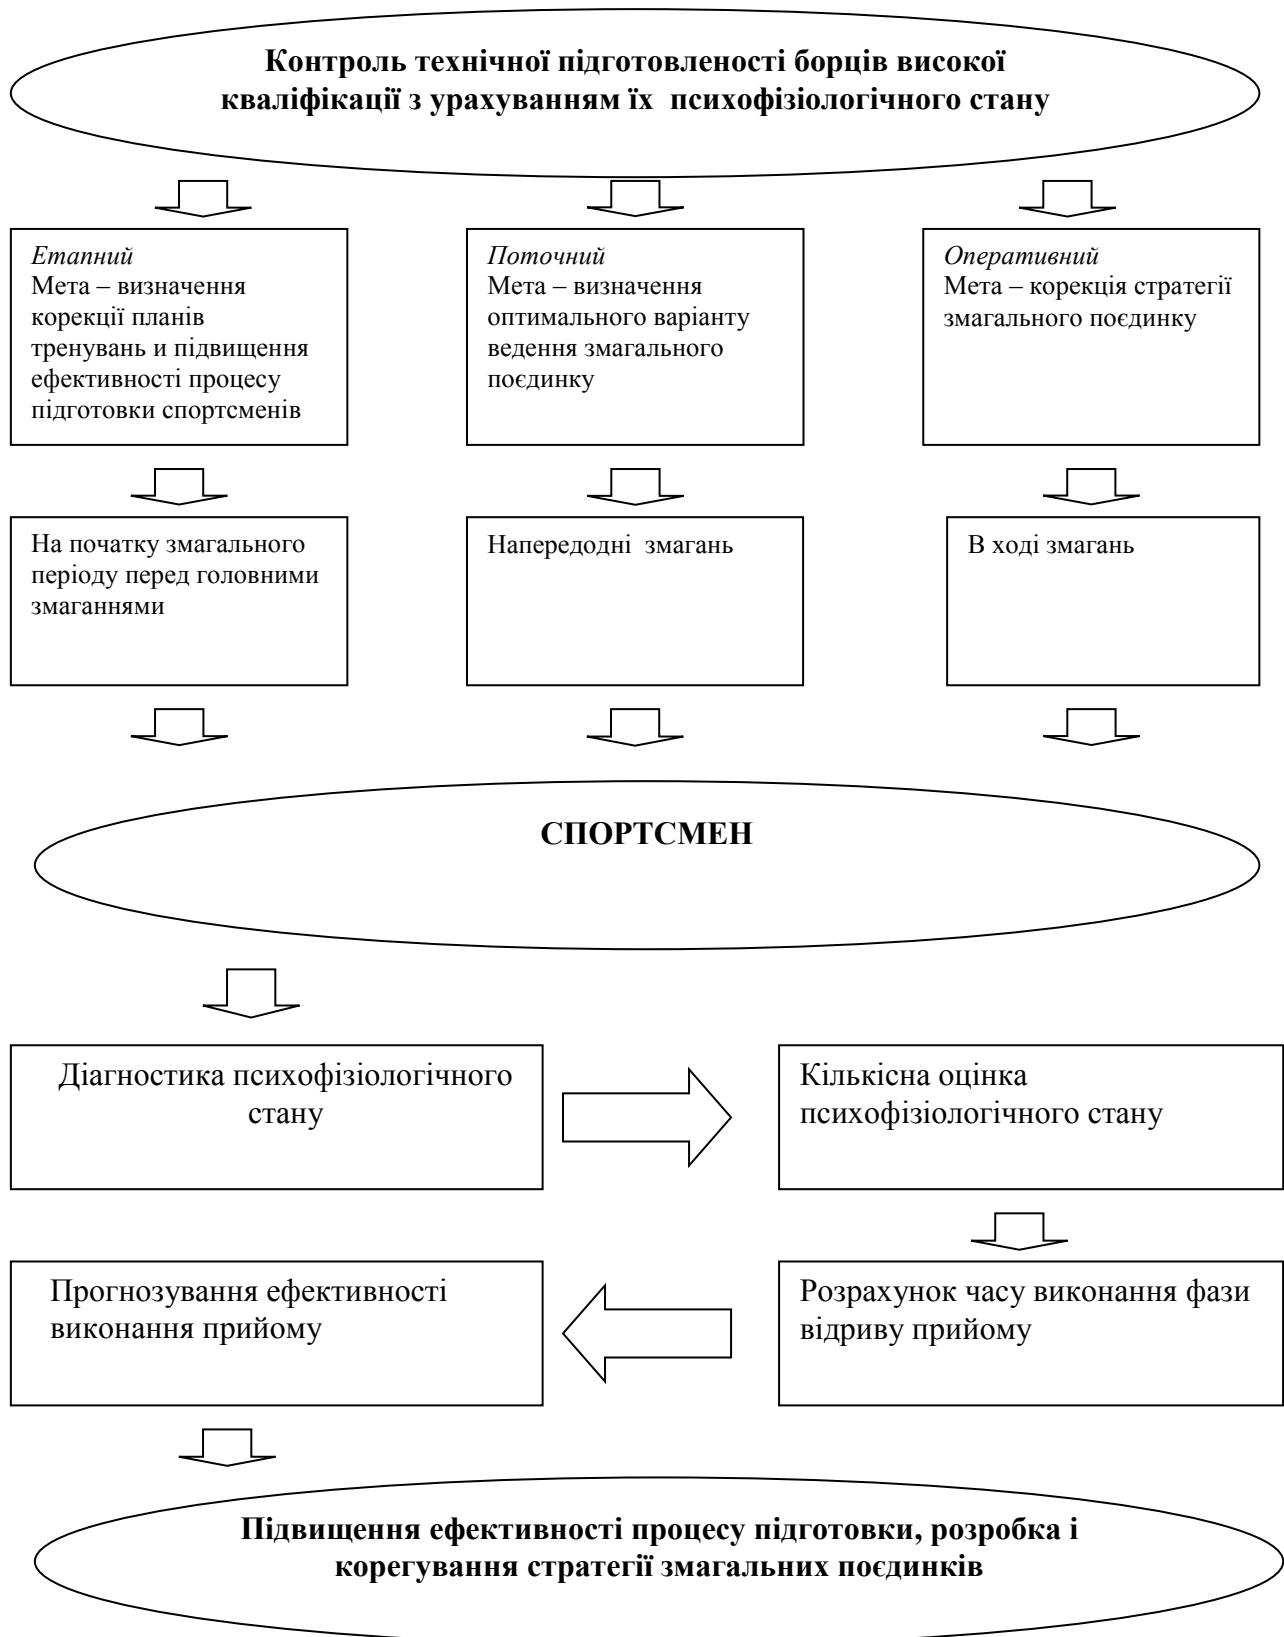 Контроль технічної підготовленості борців високої
кваліфікації з урахуванням їх психофізіологічного стану
Етапний
Мета – визначення
корекції планів
тренувань и підвищення
ефективності процесу
підготовки спортсменів
Поточний
Мета – визначення
оптимального варіанту
ведення змагального
поєдинку
Оперативний
Мета – корекція стратегії
змагального поєдинку
На початку змагального
періоду перед головними
змаганнями
Напередодні змагань
В ході змагань
СПОРТСМЕН
Діагностика психофізіологічного
стану
Кількісна оцінка
психофізіологічного стану
Прогнозування ефективності
виконання прийому
Розрахунок часу виконання фази
відриву прийому
Підвищення ефективності процесу підготовки, розробка і
корегування стратегії змагальних поєдинків